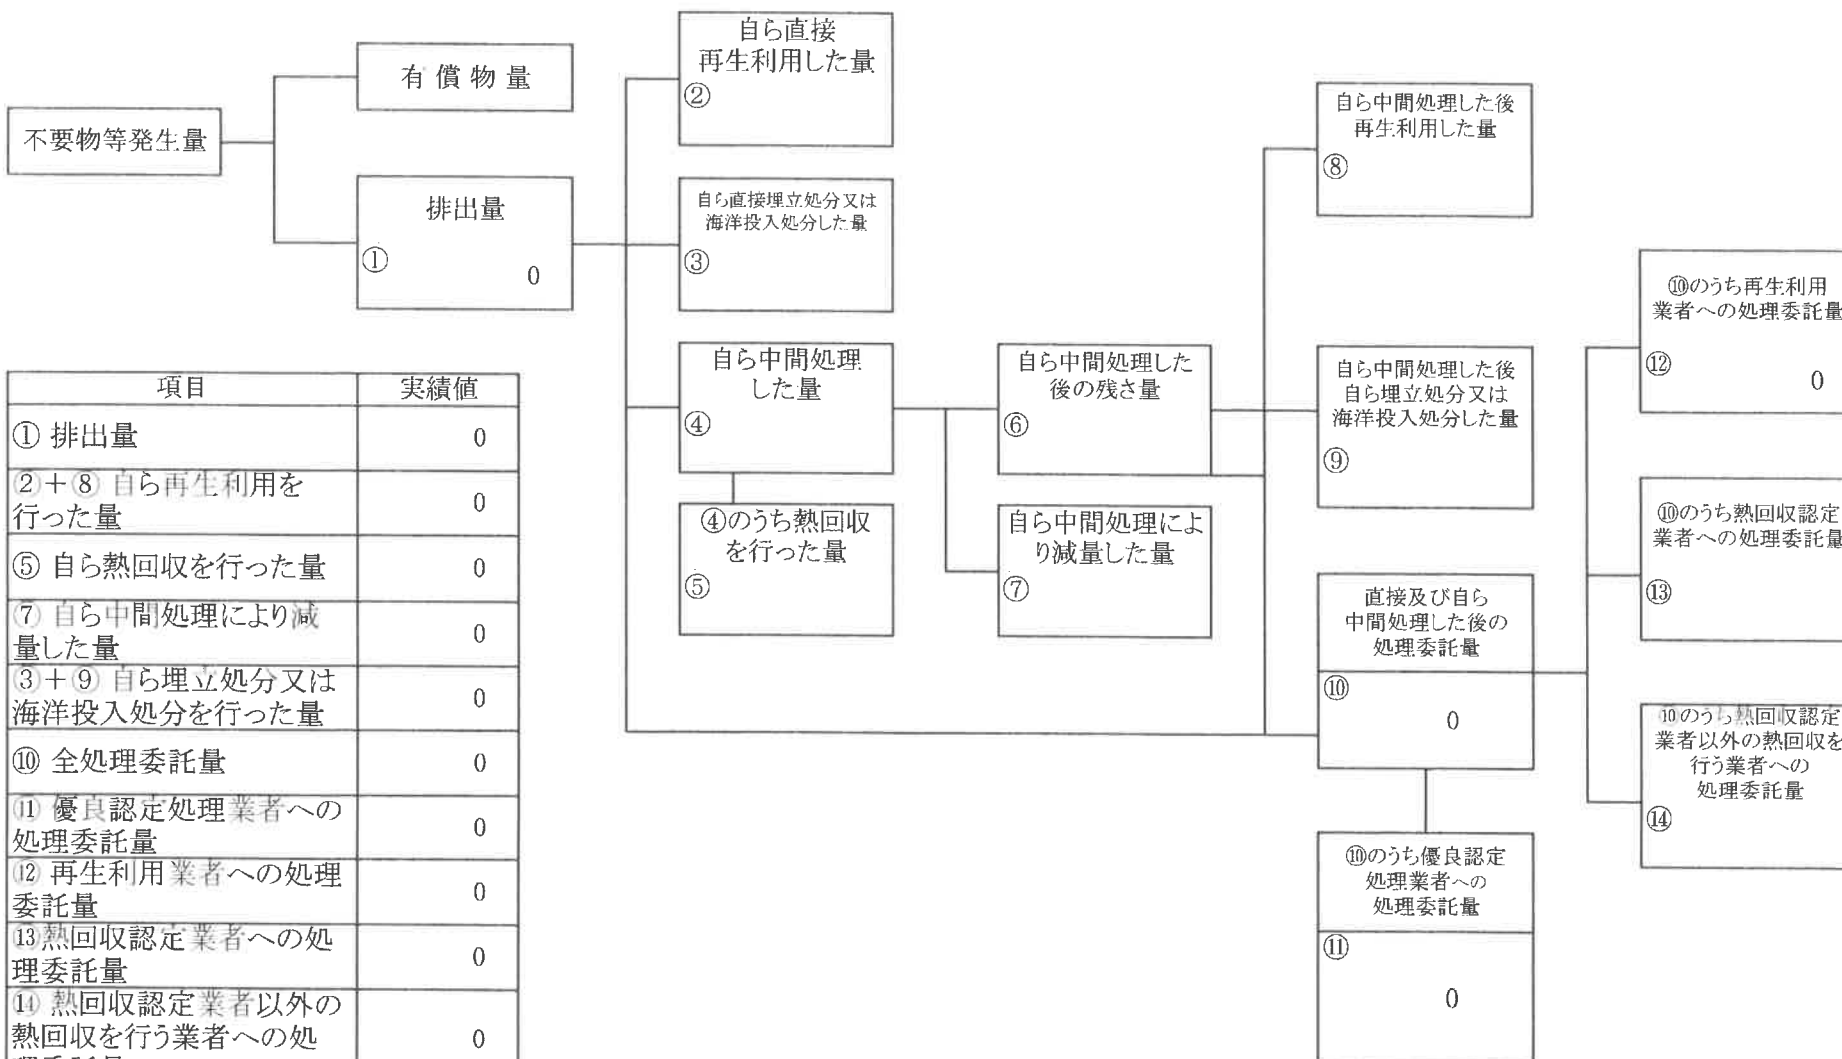 不要物等発生量
有償物量
排出量
①
0
自ら直接
再生利用した量
②
自ら直接埋立処分又は
海洋投入処分した量
③
自ら中間処理
した量
④
④のうち熱回収
を行った量
⑤
自ら中間処理した
後の残さ量
⑥
自ら中間処理によ
り減量した量
⑦
自ら中間処理した後
再生利用した量
⑧
自ら中間処理した後
自ら埋立処分又は
海洋投入処分した量
⑨
直接及び自ら
中間処理した後の
処理委託量
⑩
0
⑩のうち優良認定
処理業者への
処理委託量
⑪
0
⑩のうち再生利用
業者への処理委託量
⑫
0
⑩のうち熱回収認定
業者への処理委託量
⑬
⑩のうち熱回収認定
業者以外の熱回収を
行う業者への
処理委託量
⑭
項目 実績値
① 排出量 0
②+⑧ 自ら再生利用を
行った量 0
⑤ 自ら熱回収を行った量 0
⑦ 自ら中間処理により減
量した量 0
③+⑨ 自ら埋立処分又は
海洋投入処分を行った量 0
⑩ 全処理委託量 0
⑪ 優良認定処理業者への
処理委託量 0
⑫ 再生利用業者への処理
委託量 0
⑬熱回収認定業者への処
理委託量 0
⑭ 熱回収認定業者以外の
熱回収を行う業者への処 0